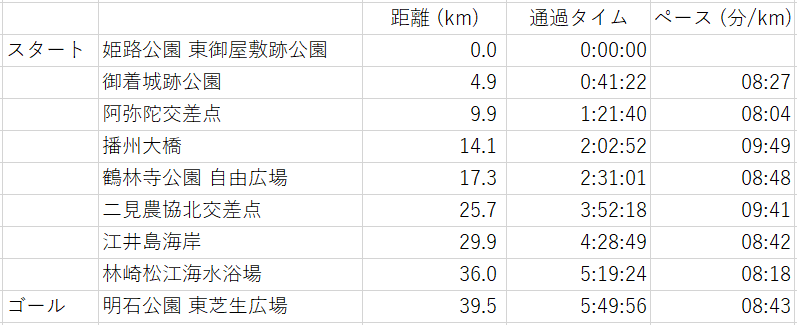 距離 (km) 通過タイム ペース (分/km)
スタート 姫路公園 東御屋敷跡公園 0.0 0:00:00
御着城跡公園 4.9 0:41:22 08:27
阿弥陀交差点 9.9 1:21:40 08:04
播州大橋 14.1 2:02:52 09:49
鶴林寺公園 自由広場 17.3 2:31:01 08:48
二見農協北交差点 25.7 3:52:18 09:41
江井島海岸 29.9 4:28:49 08:42
林崎松江海水浴場 36.0 5:19:24 08:18
ゴール 明石公園 東芝生広場 39.5 5:49:56 08:43